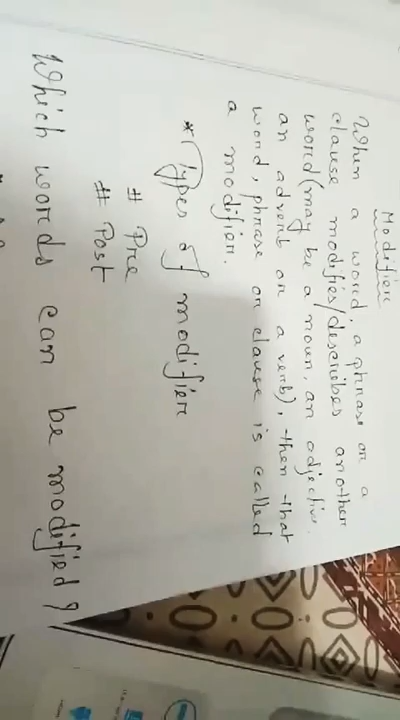 Modifier
When a word, a phrase or a
clause modifies/describes another
word (may be a noun, an adjective.
an adverb or a verb), then that
word, phrase or clause is called
a modifier.
* Types of modifier
# Pre
# Post
Which words can be modified?